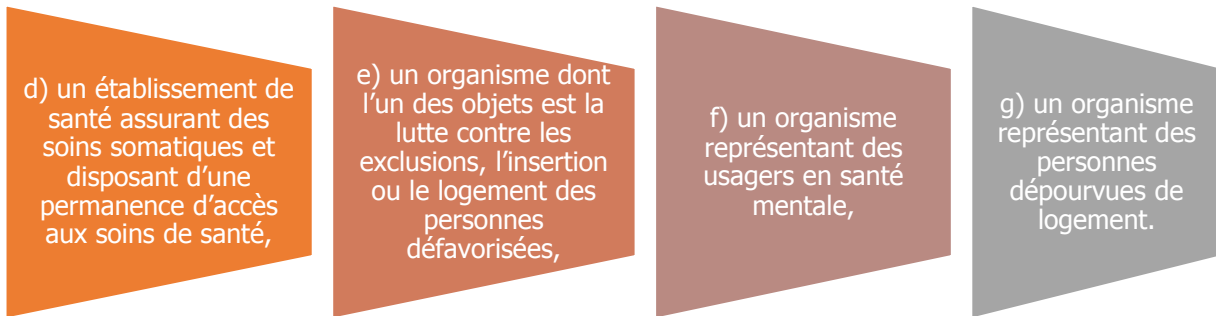 d) un établissement de
santé assurant des
soins somatiques et
disposant d’une
permanence d’accès
aux soins de santé,
e) un organisme dont
l’un des objets est la
lutte contre les
exclusions, l’insertion
ou le logement des
personnes
défavorisées,
f) un organisme
représentant des
usagers en santé
mentale,
g) un organisme
représentant des
personnes
dépourvues de
logement.